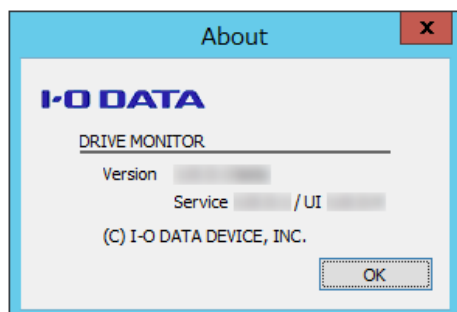 About
x
I-O DATA
DRIVE MONITOR
Version
Service / UI
(C) I-O DATA DEVICE, INC.
OK